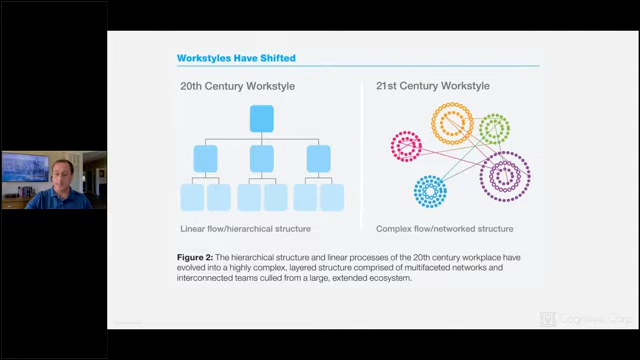 Workstyles Have Shifted
20th Century Workstyle
21st Century Workstyle
Linear flow/hierarchical structure
Complex flow/networked structure
Figure 2: The hierarchical structure and linear processes of the 20th century workplace have
evolved into a highly complex, layered structure comprised of multifaceted networks and
interconnected teams culled from a large, extended ecosystem.
Cognitive Corp